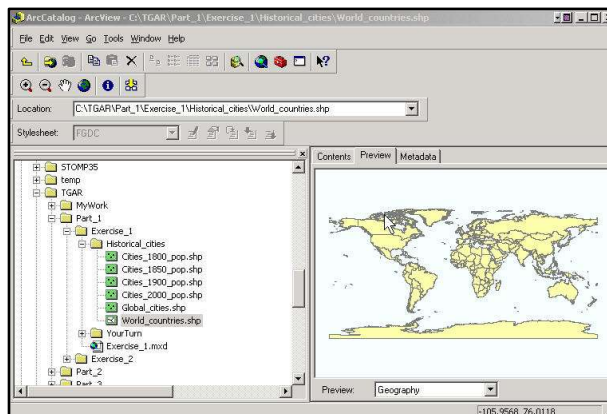 ArcCatalog - ArcView - C:\TGAR\Part_1\Exercise_1\Historical_cities\World_countries.shp
File Edit View Go Tools Window Help
Location: C:\TGAR\Part_1\Exercise_1\Historical_cities\World_countries.shp
Stylesheet: FGDC
STOMP35
temp
TGAR
MyWork
Part_1
Exercise_1
Historical_cities
Cities_1800_pop.shp
Cities_1850_pop.shp
Cities_1900_pop.shp
Cities_2000_pop.shp
Global_cities.shp
World_countries.shp
YourTurn
Exercise_1.mxd
Exercise_2
Part_2
Part_3
Contents Preview Metadata
Preview: Geography
-105.9568 76.0118